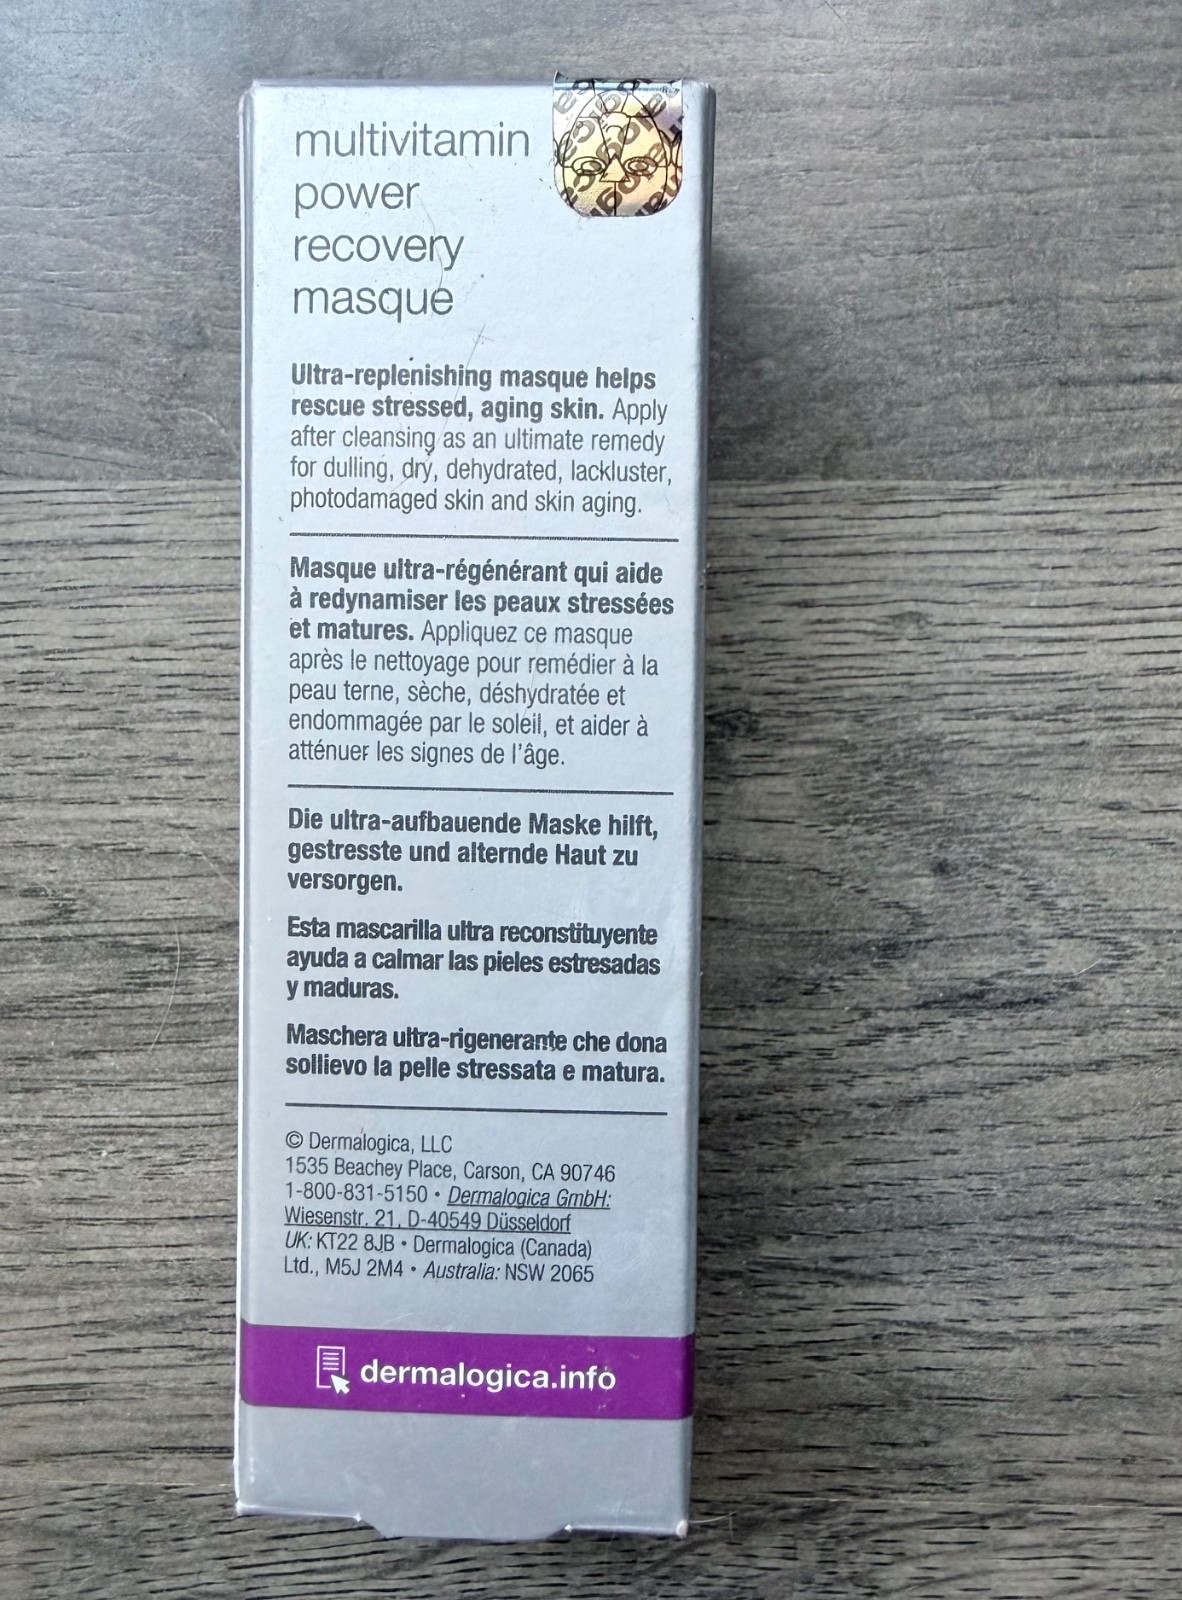 multivitamin
power
recovery
masque
Ultra-replenishing masque helps
rescue stressed, aging skin. Apply
after cleansing as an ultimate remedy
for dulling, dry, dehydrated, lackluster,
photodamaged skin and skin aging.
Masque ultra-régénérant qui aide
à redynamiser les peaux stressées
et matures. Appliquez ce masque
après le nettoyage pour remédier à la
peau terne, sèche, déshydratée et
endommagée par le soleil, et aider à
atténuer les signes de l'âge.
Die ultra-aufbauende Maske hilft,
gestresste und alternde Haut zu
versorgen.
Esta mascarilla ultra reconstituyente
ayuda a calmar las pieles estresadas
y maduras.
Maschera ultra-rigenerante che dona
sollievo la pelle stressata e matura.
© Dermalogica, LLC
1535 Beachey Place, Carson, CA 90746
1-800-831-5150 • Dermalogica GmbH:
Wiesenstr. 21, D-40549 Düsseldorf
UK: KT22 8JB • Dermalogica (Canada)
Ltd., M5J 2M4 • Australia: NSW 2065
dermalogica.info